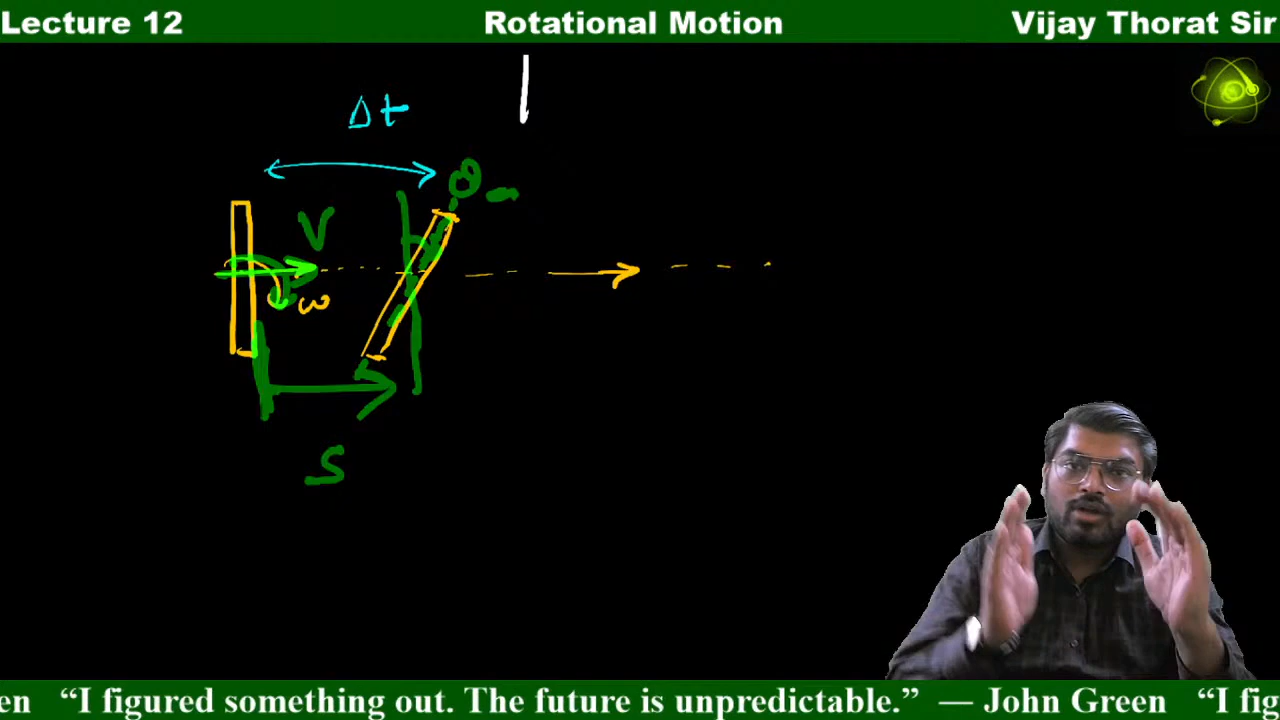 Lecture 12
Rotational Motion
Vijay Thorat Sir
Δt
θ
V
ω
S
en “I figured something out. The future is unpredictable.” — John Green “I fig